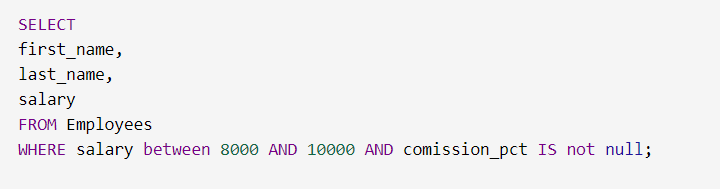 SELECT
first_name,
last_name,
salary
FROM Employees
WHERE salary between 8000 AND 10000 AND comission_pct IS not null;